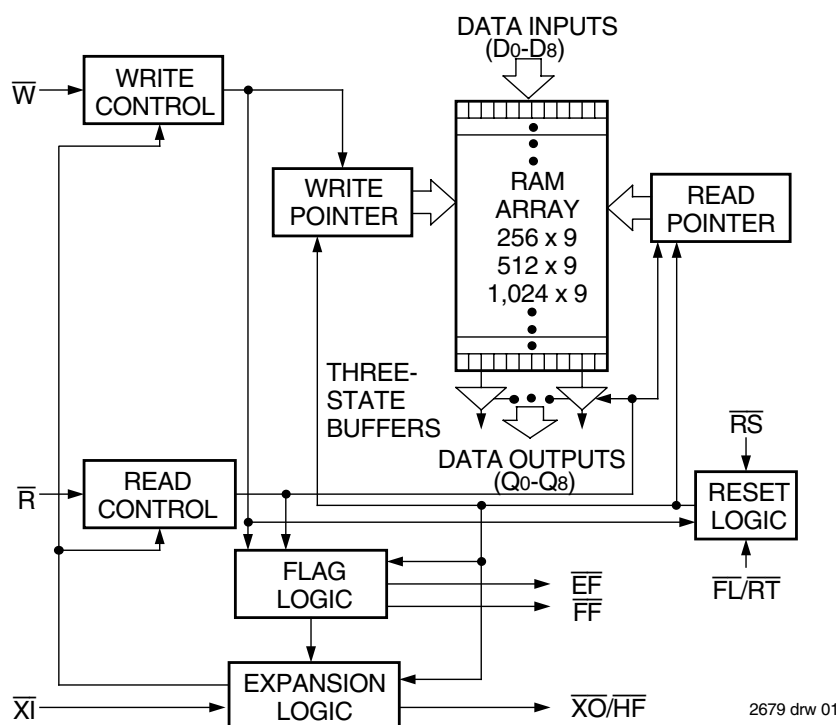 DATA INPUTS
(D0-D8)
W
WRITE
CONTROL
WRITE
POINTER
RAM
ARRAY
256 x 9
512 x 9
1,024 x 9
READ
POINTER
THREE-
STATE
BUFFERS
DATA OUTPUTS
(Q0-Q8)
RS
R
READ
CONTROL
RESET
LOGIC
FLAG
LOGIC
EF
FF
FL/RT
EXPANSION
LOGIC
XI
XO/HF
2679 drw 01